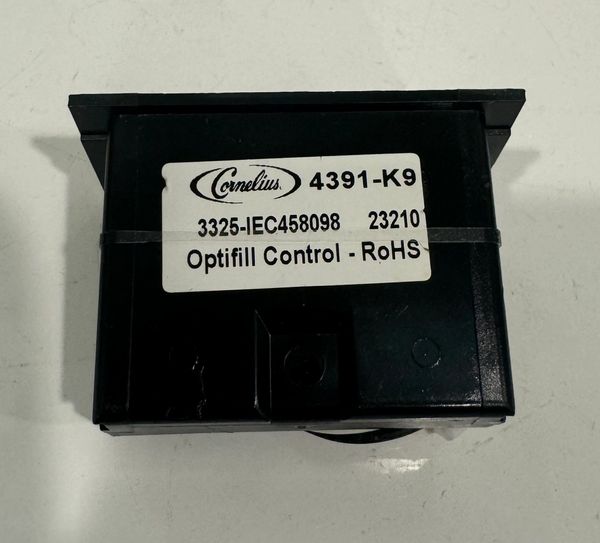 Cornelius 4391-K9
3325-IEC458098 23210
Optifill Control - RoHS